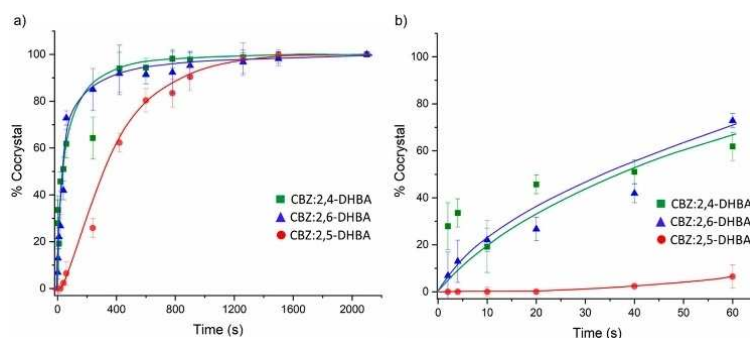 a)
100
80
60
40
20
0
% Cocrystal
CBZ:2,4-DHBA
CBZ:2,6-DHBA
CBZ:2,5-DHBA
0 400 800 1200 1600 2000
Time (s)
b)
100
80
60
40
20
0
% Cocrystal
CBZ:2,4-DHBA
CBZ:2,6-DHBA
CBZ:2,5-DHBA
0 10 20 30 40 50 60
Time (s)